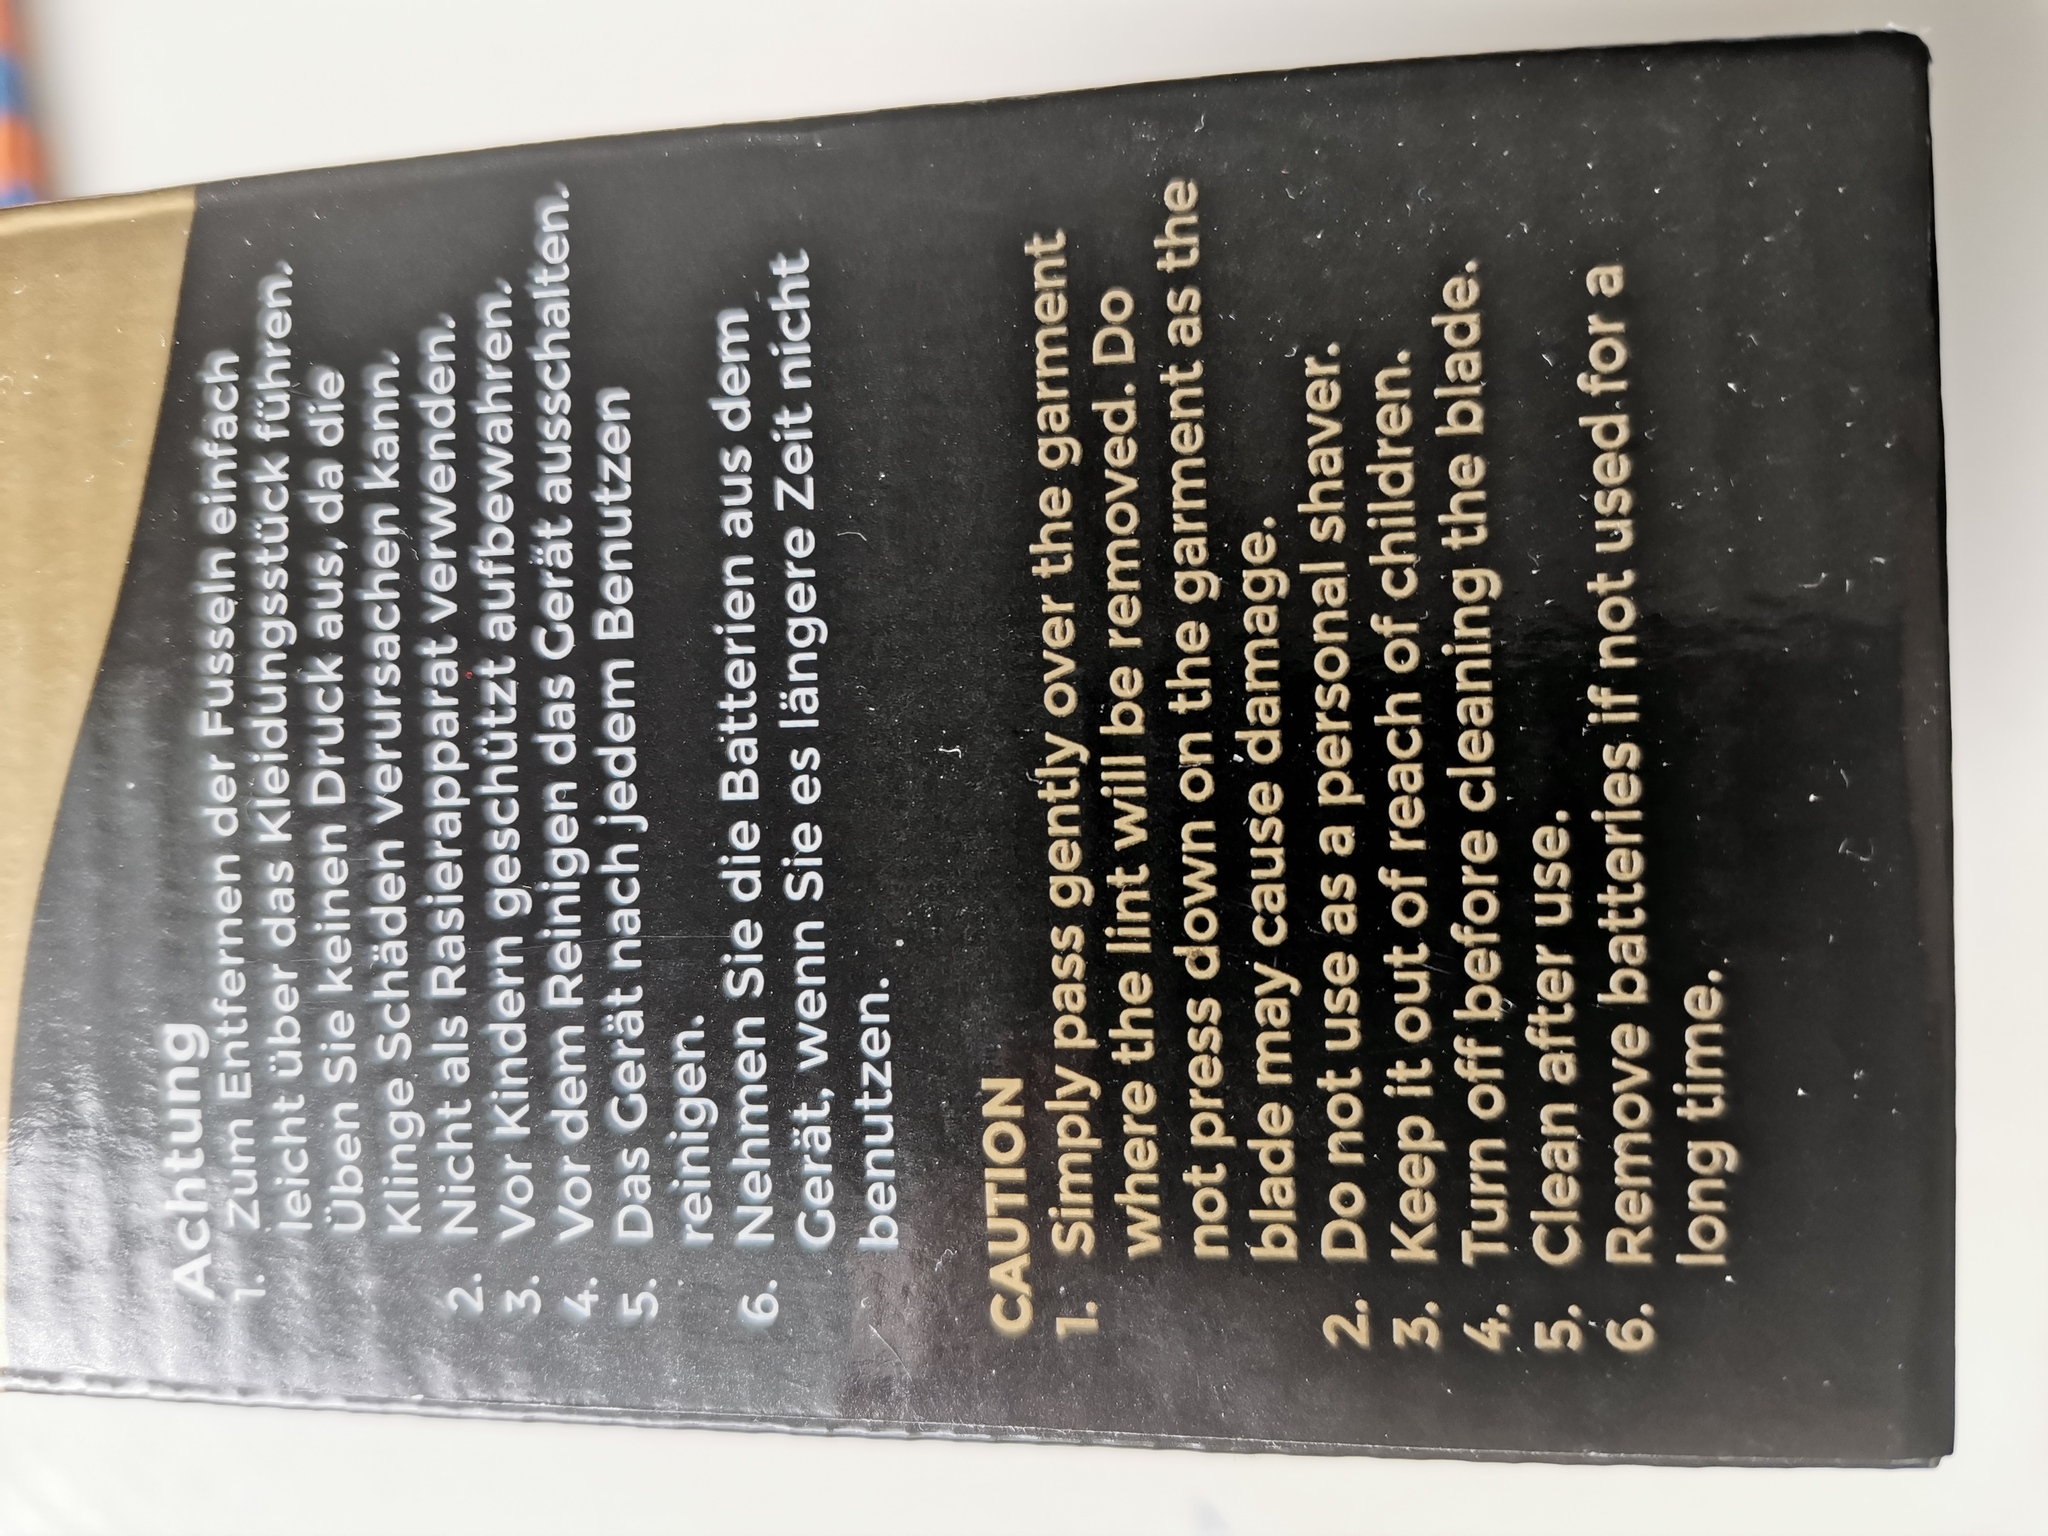 Achtung
1. Zum Entfernen der Fusseln einfach
leicht über das Kleidungsstück führen.
Üben Sie keinen Druck aus, da die
Klinge Schäden verursachen kann.
2. Nicht als Rasierapparat verwenden.
3. Vor Kindern geschützt aufbewahren.
4. Vor dem Reinigen das Gerät ausschalten.
5. Das Gerät nach jedem Benutzen
reinigen.
6. Nehmen Sie die Batterien aus dem
Gerät, wenn Sie es längere Zeit nicht
benutzen.
CAUTION
1. Simply pass gently over the garment
where the lint will be removed. Do
not press down on the garment as the
blade may cause damage.
2. Do not use as a personal shaver.
3. Keep it out of reach of children.
4. Turn off before cleaning the blade.
5. Clean after use.
6. Remove batteries if not used for a
long time.